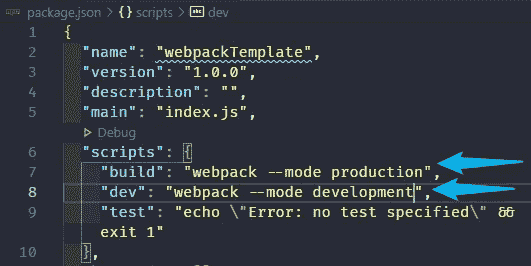 package.json > {} scripts > abc dev
1 {
2 "name": "webpackTemplate",
3 "version": "1.0.0",
4 "description": "",
5 "main": "index.js",
Debug
6 "scripts": {
7 "build": "webpack --mode production",
8 "dev": "webpack --mode development",
9 "test": "echo \"Error: no test specified\" &&
exit 1"
10 },